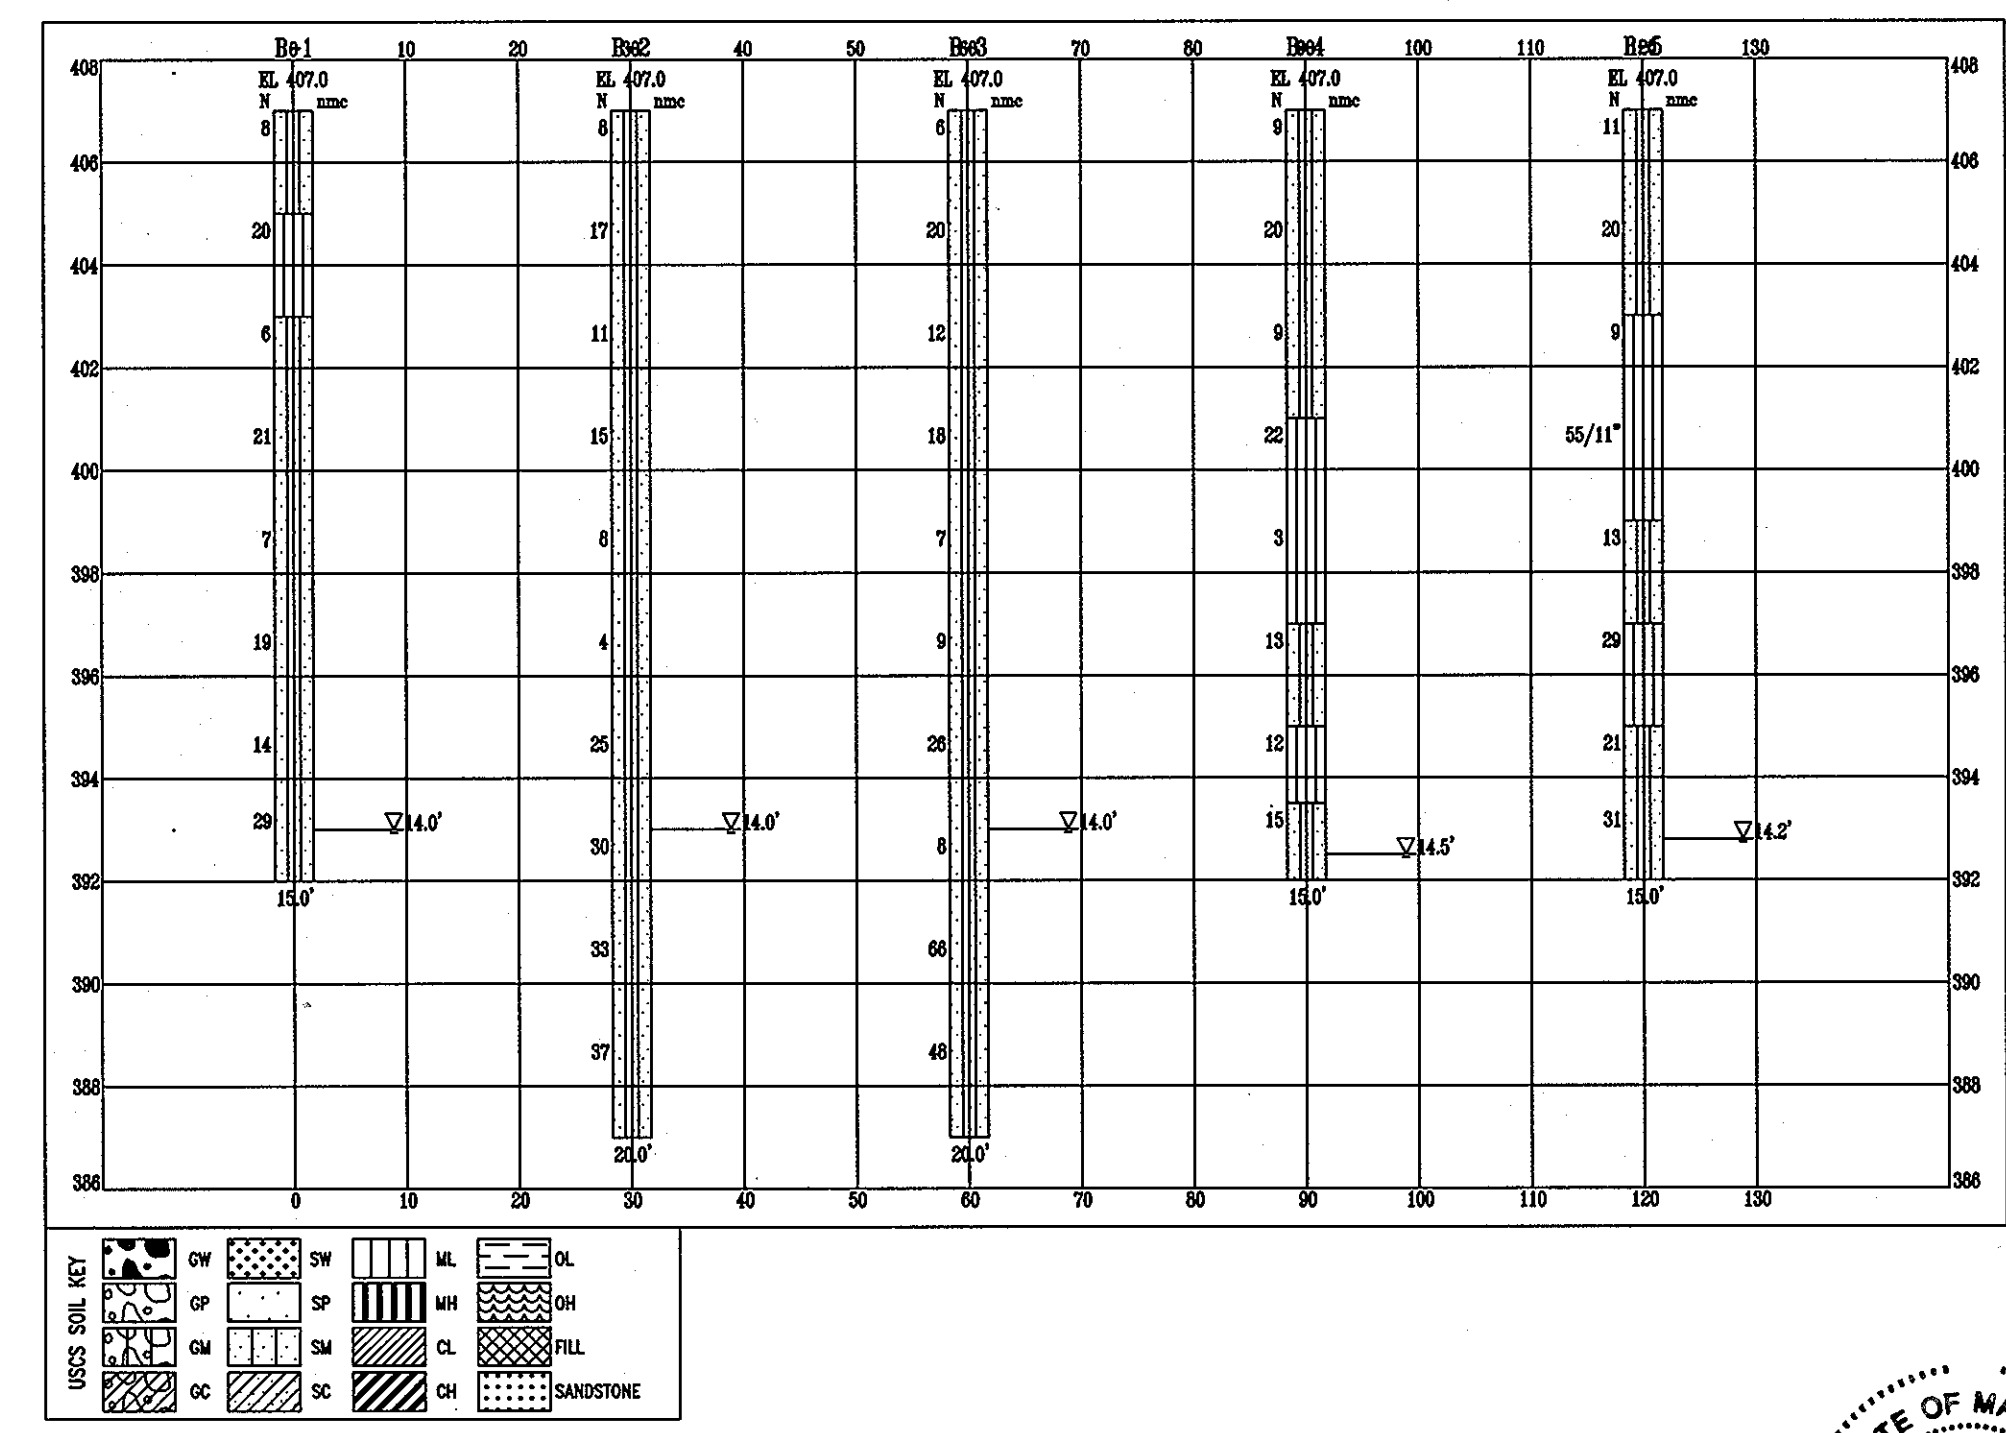 B-1 10 20 B-2 40 50 B-3 70 80 B-4 100 110 B-5 130
408 EL 407.0 EL 407.0 EL 407.0 EL 407.0 EL 407.0 408
N nmc N nmc N nmc N nmc N nmc
8 8 6 9 11
406 406
20 17 20 20 20
404 404
6 11 12 9 9
402 402
21 15 18 22 55/11"
400 400
7 8 7 3 13
398 398
19 4 9 13 29
396 396
14 25 26 12 21
394 394
29 14.0' 14.0' 14.0' 15 31 14.2'
30 8 14.5'
392 392
15.0' 15.0' 15.0'
33 66
390 390
37 48
388 388
20.0' 20.0'
386 386
0 10 20 30 40 50 60 70 80 90 100 110 120 130
USCS SOIL KEY
GW SW ML OL
GP SP MH OH
GM SM CL FILL
GC SC CH SANDSTONE
OF